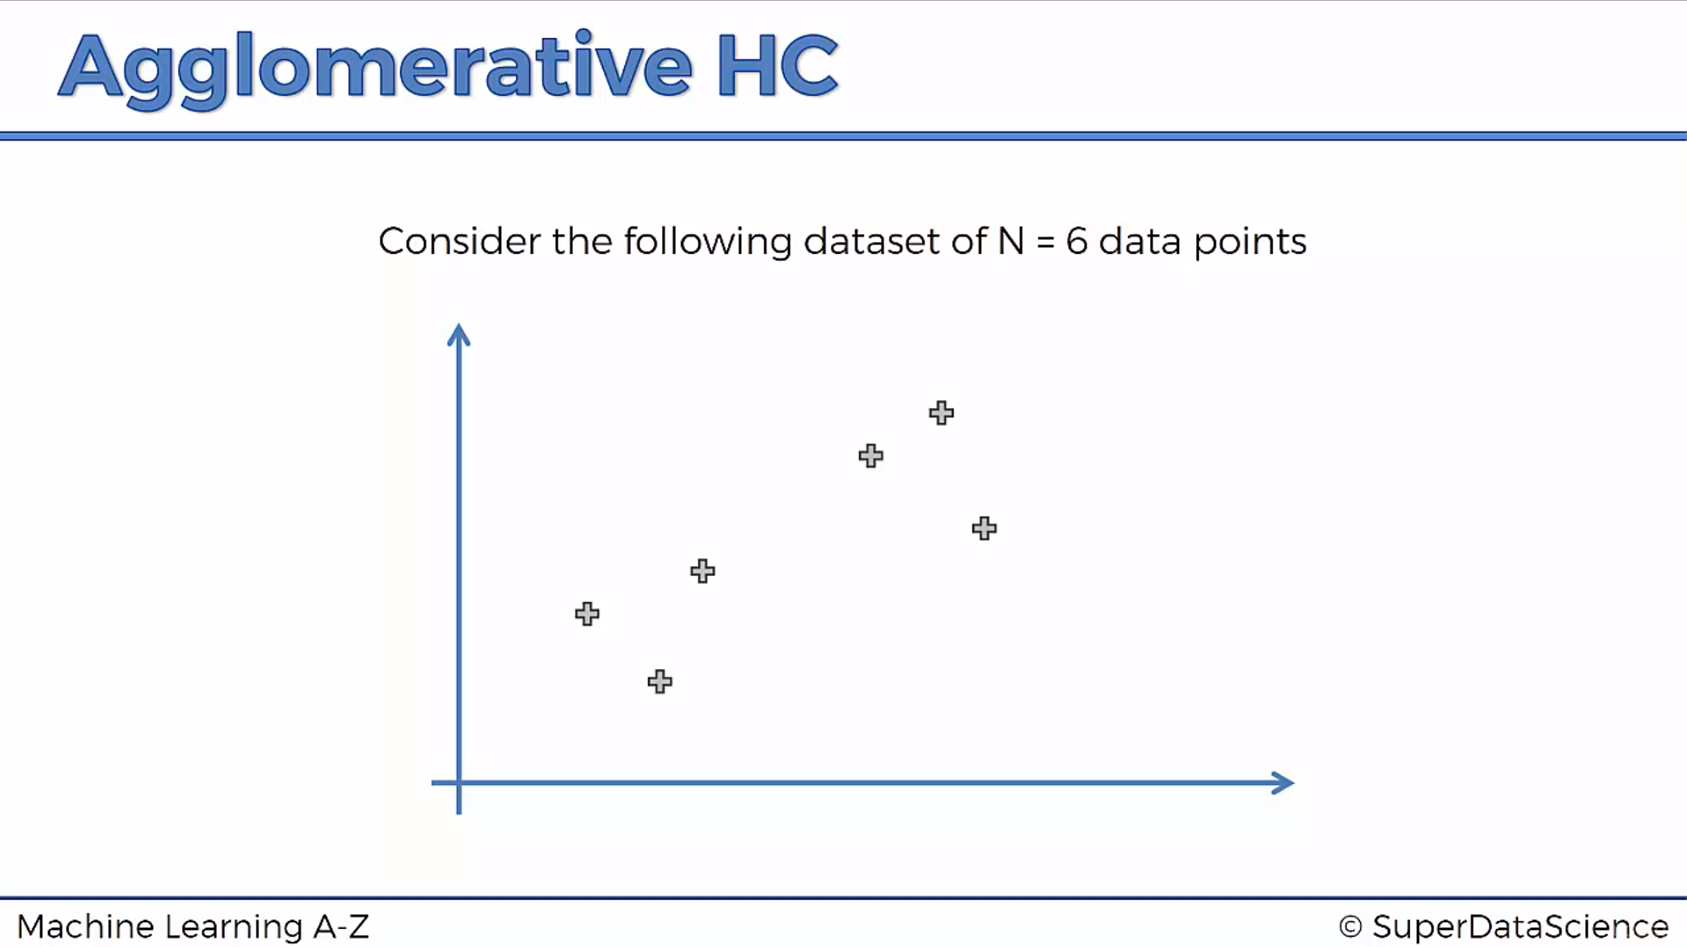 Agglomerative HC
Consider the following dataset of N = 6 data points
Machine Learning A-Z
© SuperDataScience